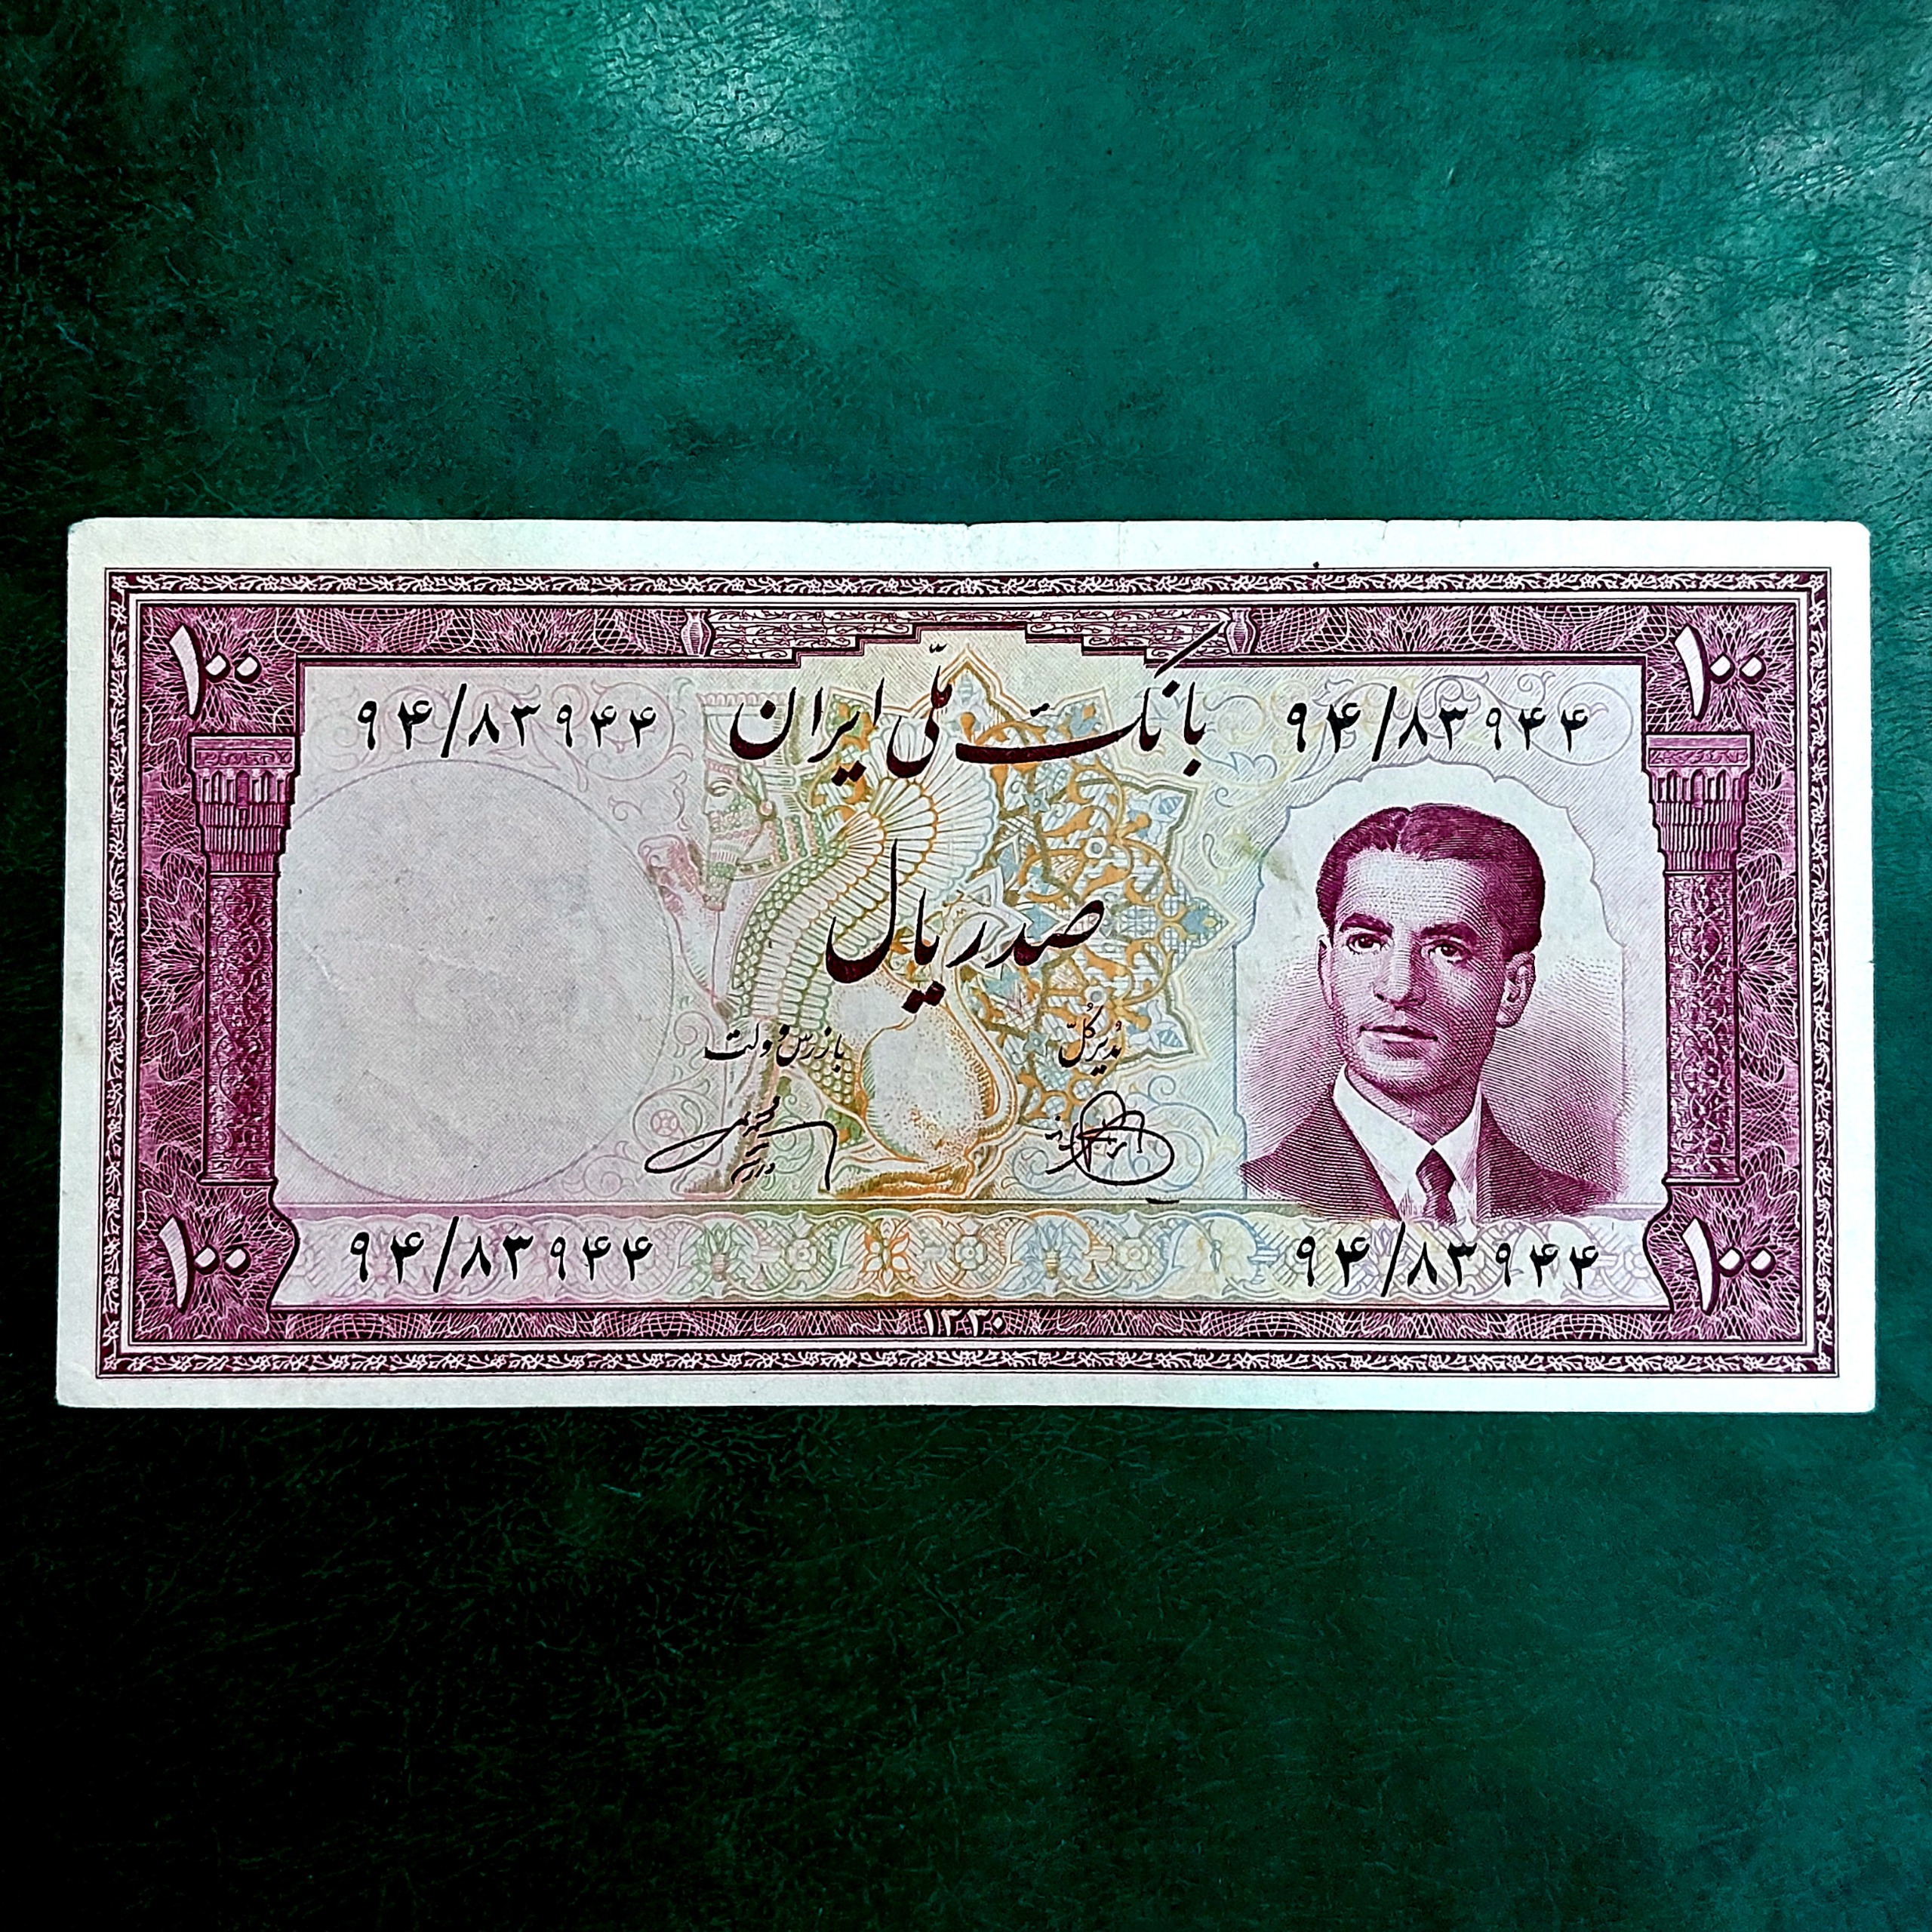 ۱۰۰ ۱۰۰
بانک ملّی ایران
۹۴/۸۳۹۴۴ ۹۴/۸۳۹۴۴
صد ریال
مدیر کلّ بازرس دولت
۹۴/۸۳۹۴۴ ۹۴/۸۳۹۴۴
۱۰۰ ۱۰۰
۱۳۳۰